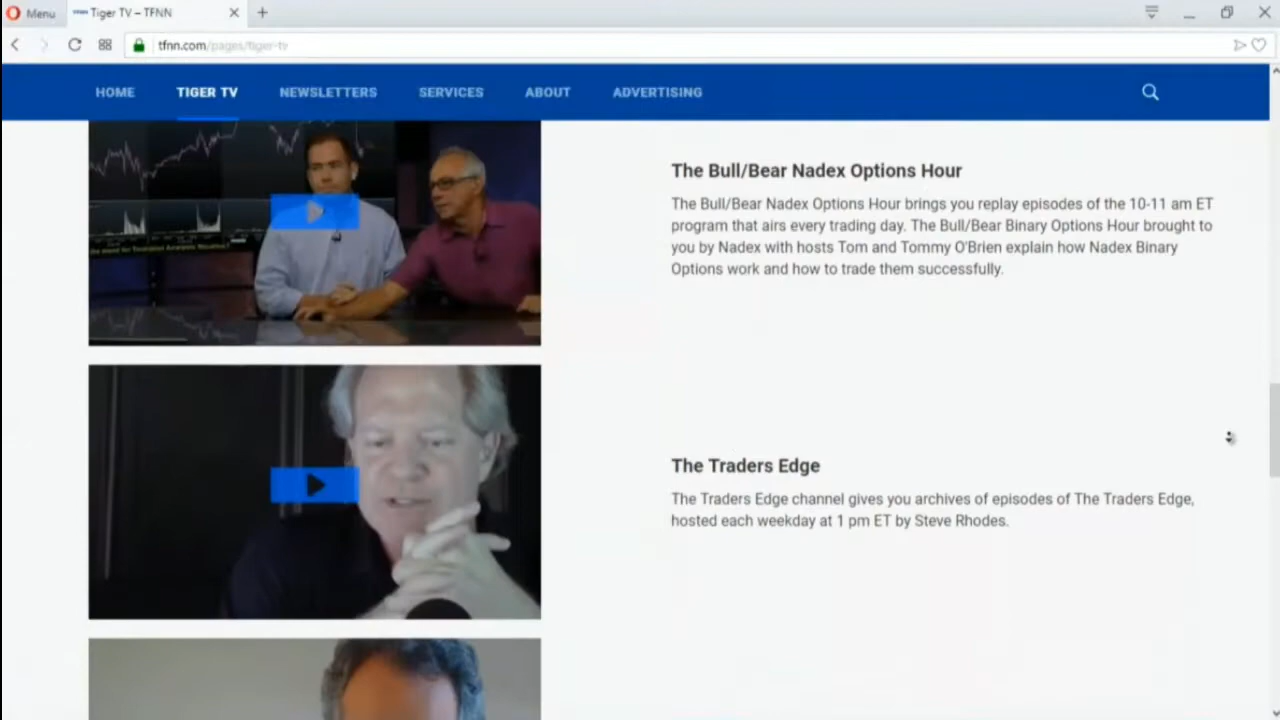 Menu
Tiger TV – TFNN
tfnn.com/pages/tiger-tv
HOME
TIGER TV
NEWSLETTERS
SERVICES
ABOUT
ADVERTISING
The Bull/Bear Nadex Options Hour
The Bull/Bear Nadex Options Hour brings you replay episodes of the 10-11 am ET
program that airs every trading day. The Bull/Bear Binary Options Hour brought to
you by Nadex with hosts Tom and Tommy O'Brien explain how Nadex Binary
Options work and how to trade them successfully.
The Traders Edge
The Traders Edge channel gives you archives of episodes of The Traders Edge,
hosted each weekday at 1 pm ET by Steve Rhodes.